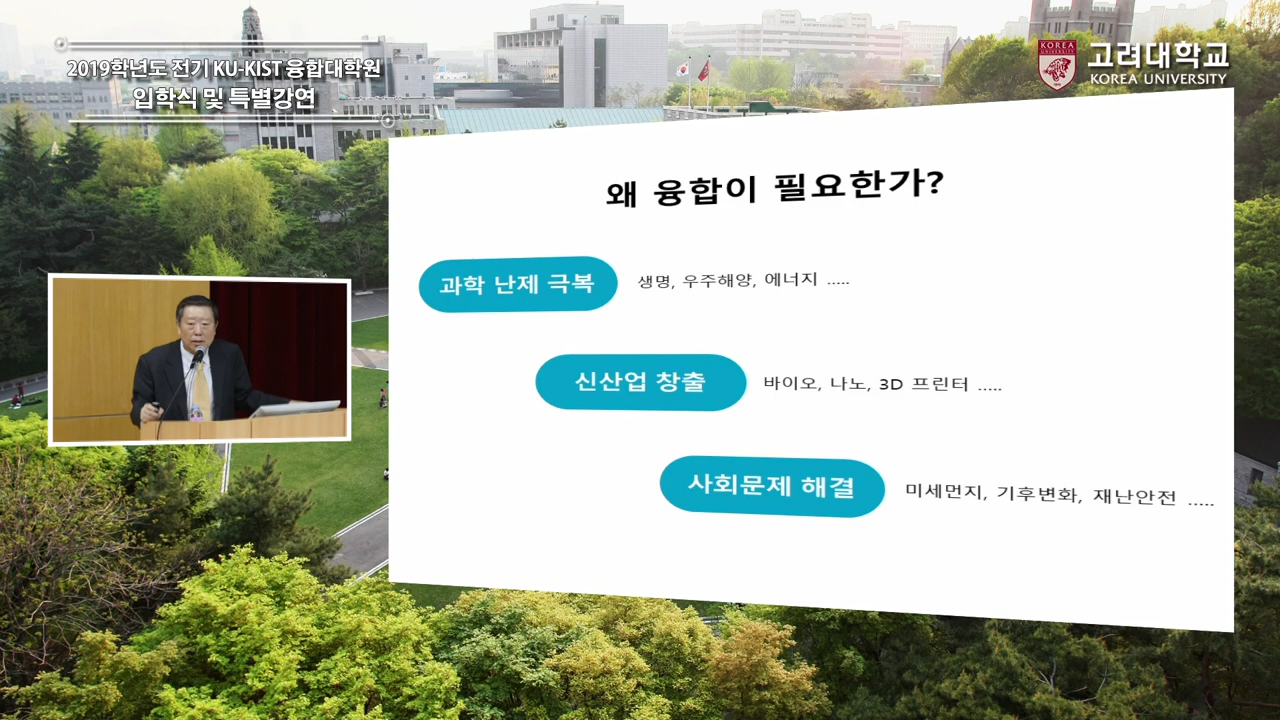 2019학년도 전기 KU-KIST 융합대학원
입학식 및 특별강연
KOREA
UNIVERSITY
고려대학교
KOREA UNIVERSITY
왜 융합이 필요한가?
과학 난제 극복 생명, 우주해양, 에너지 .....
신산업 창출 바이오, 나노, 3D 프린터 .....
사회문제 해결 미세먼지, 기후변화, 재난안전 .....